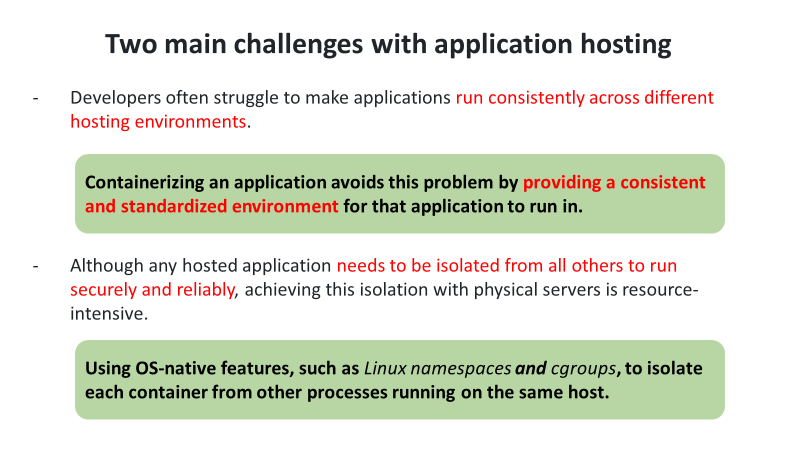 Two main challenges with application hosting
- Developers often struggle to make applications run consistently across different
hosting environments.
Containerizing an application avoids this problem by providing a consistent
and standardized environment for that application to run in.
- Although any hosted application needs to be isolated from all others to run
securely and reliably, achieving this isolation with physical servers is resource-
intensive.
Using OS-native features, such as Linux namespaces and cgroups, to isolate
each container from other processes running on the same host.